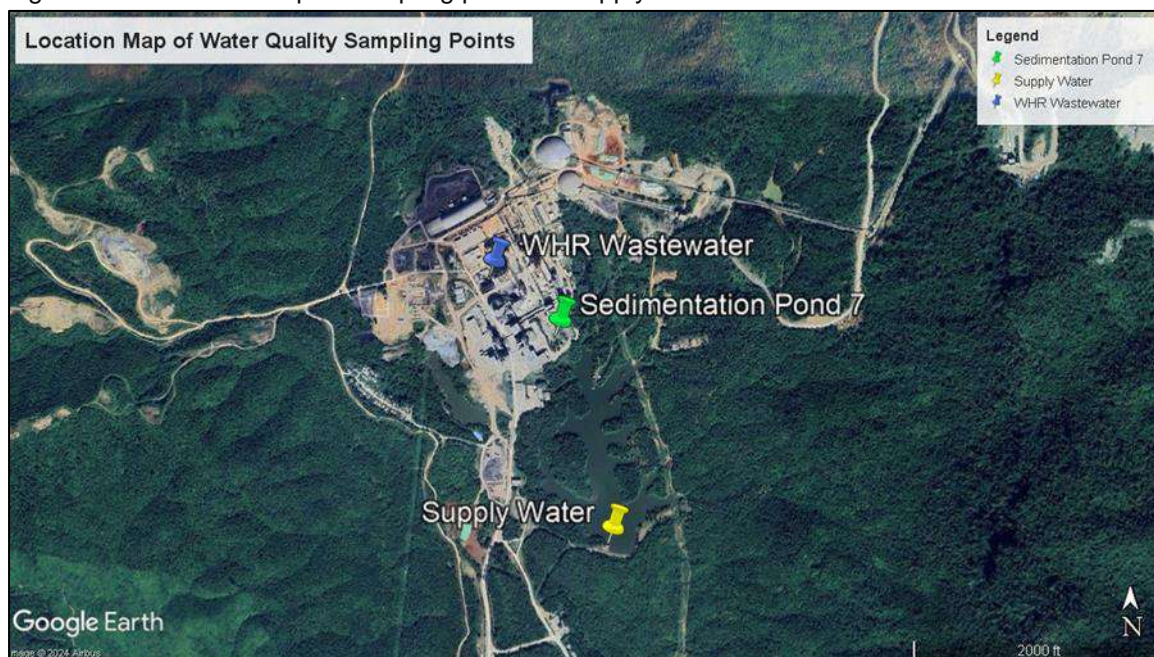 Location Map of Water Quality Sampling Points
Legend
Sedimentation Pond 7
Supply Water
WHR Wastewater
WHR Wastewater
Sedimentation Pond 7
Supply Water
Google Earth
N
2000 ft